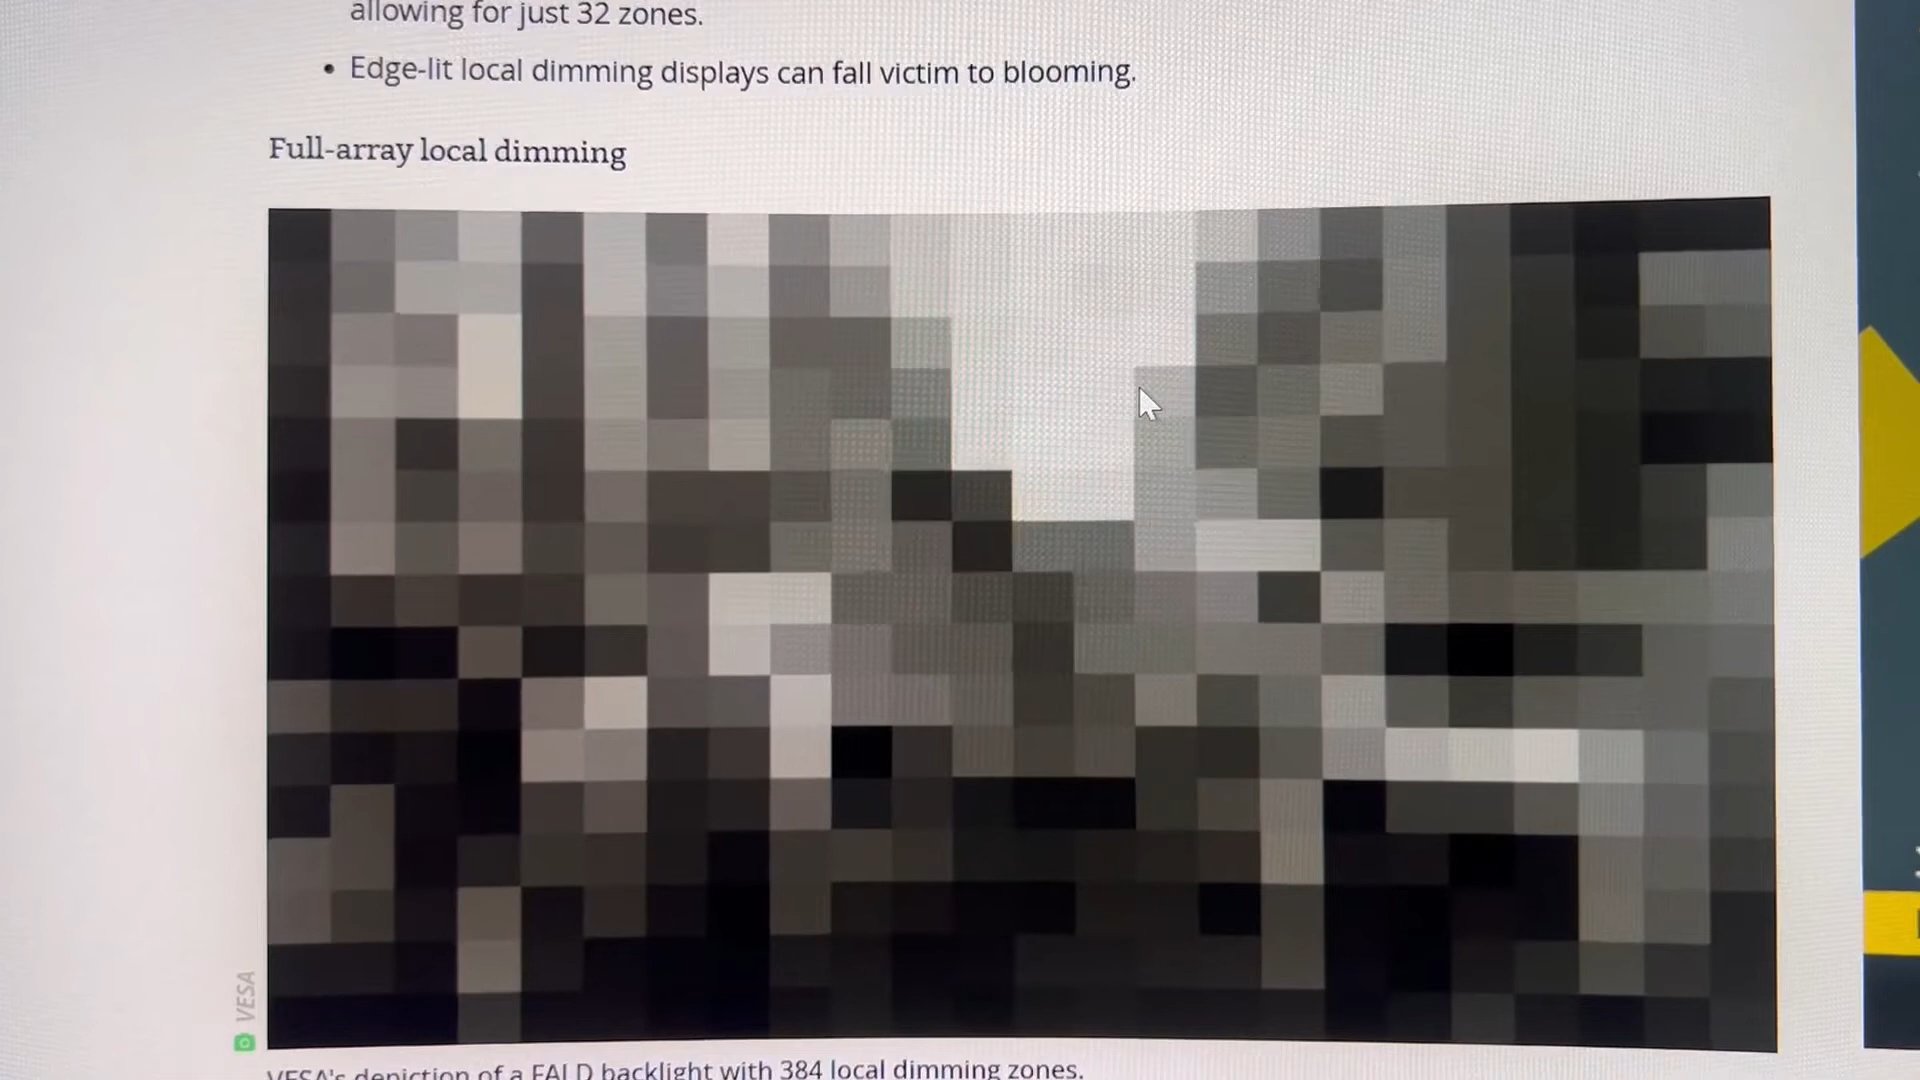 allowing for just 32 zones.
• Edge-lit local dimming displays can fall victim to blooming.
Full-array local dimming
VESA
VESA's depiction of a FALD backlight with 384 local dimming zones.